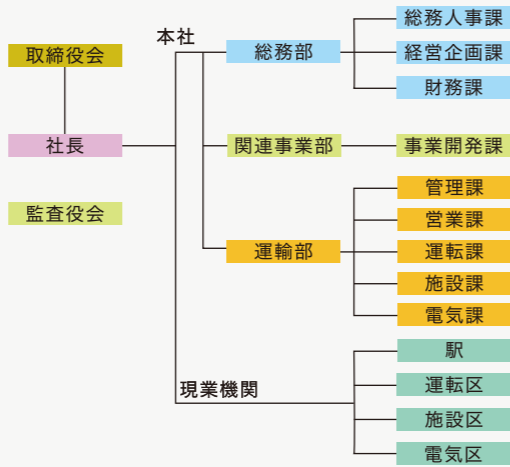 取締役会
社長
監査役会
本社
総務部
総務人事課
経営企画課
財務課
関連事業部
事業開発課
運輸部
管理課
営業課
運転課
施設課
電気課
現業機関
駅
運転区
施設区
電気区